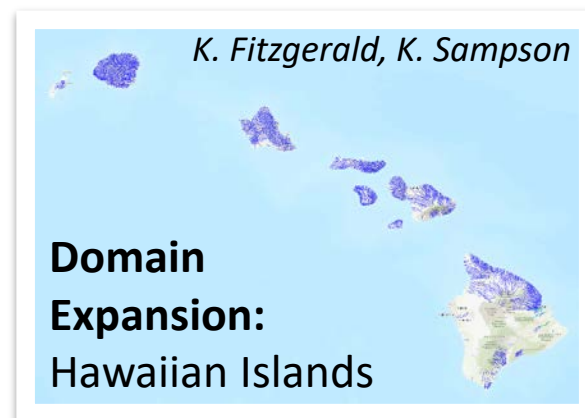 K. Fitzgerald, K. Sampson
Domain
Expansion:
Hawaiian Islands